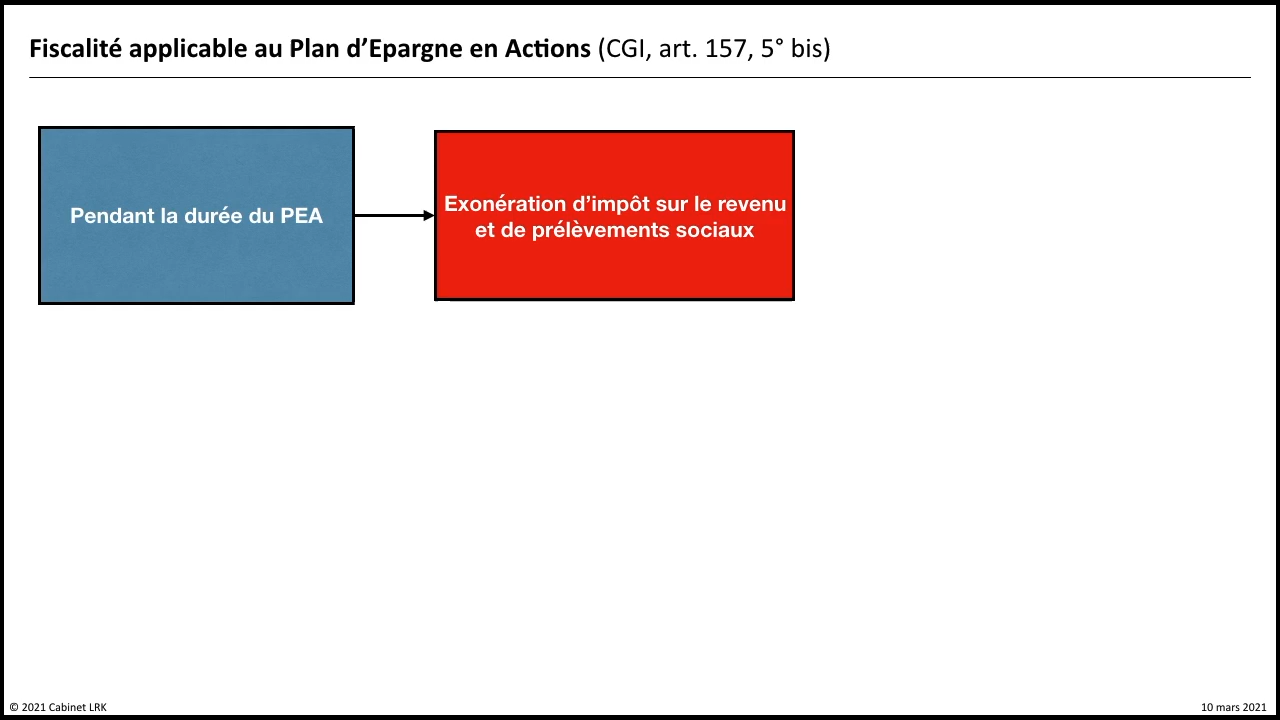 Fiscalité applicable au Plan d’Epargne en Actions (CGI, art. 157, 5° bis)
Pendant la durée du PEA
Exonération d’impôt sur le revenu
et de prélèvements sociaux
© 2021 Cabinet LRK
10 mars 2021